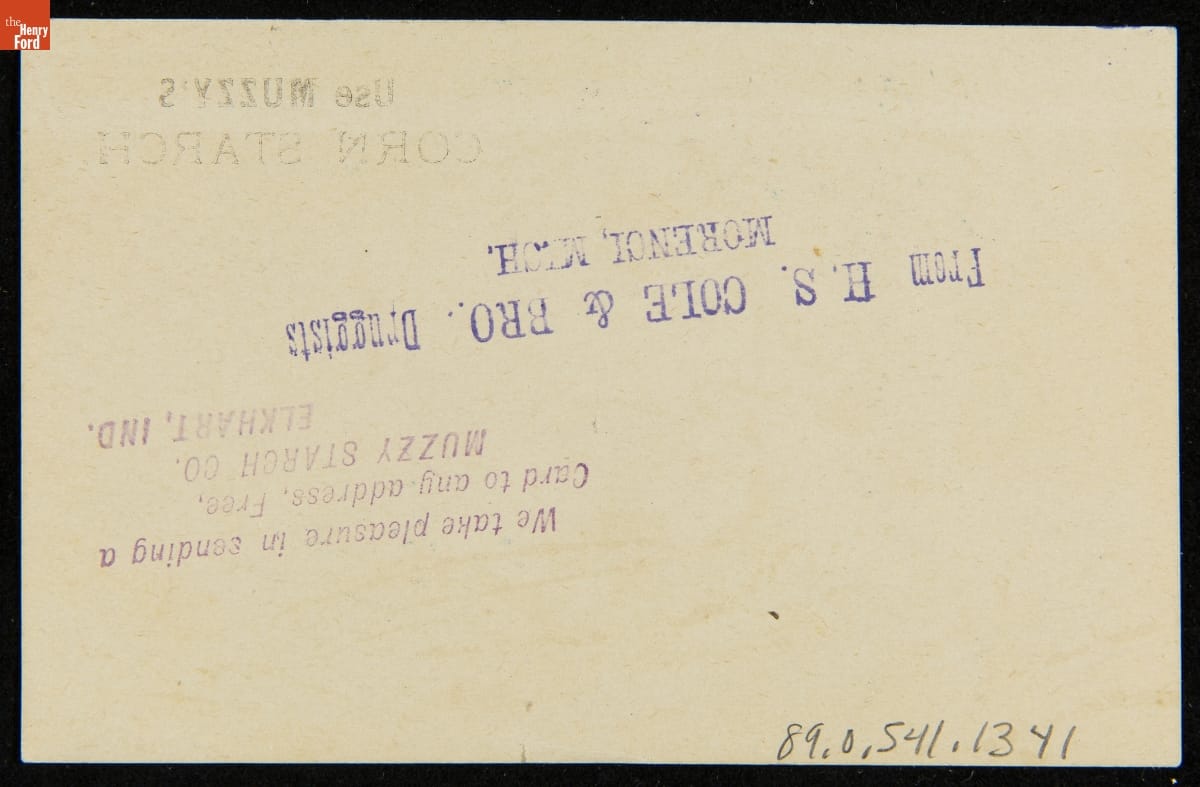 the
Henry
Ford
Use MUZZY'S
CORN STARCH.
We take pleasure in sending a
Card to any address, Free,
MUZZY STARCH CO.
ELKHART, IND.
From H. S. COLE & BRO. Druggists
MORENCI, MICH.
89.0.541.1341